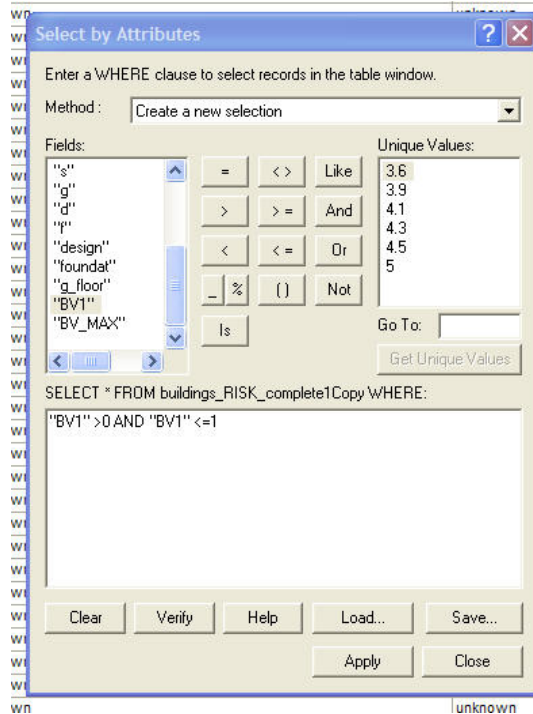 Select by Attributes
Enter a WHERE clause to select records in the table window.
Method : Create a new selection
Fields:
"s"
"g"
"d"
"f"
"design"
"foundat"
"g_floor"
"BV1"
"BV_MAX"
= < > Like
> > = And
< < = Or
_ % () Not
Is
Unique Values:
3.6
3.9
4.1
4.3
4.5
5
Go To:
Get Unique Values
SELECT * FROM buildings_RISK_complete1Copy WHERE:
"BV1" >0 AND "BV1" <=1
Clear Verify Help Load... Save...
Apply Close
wn unknown